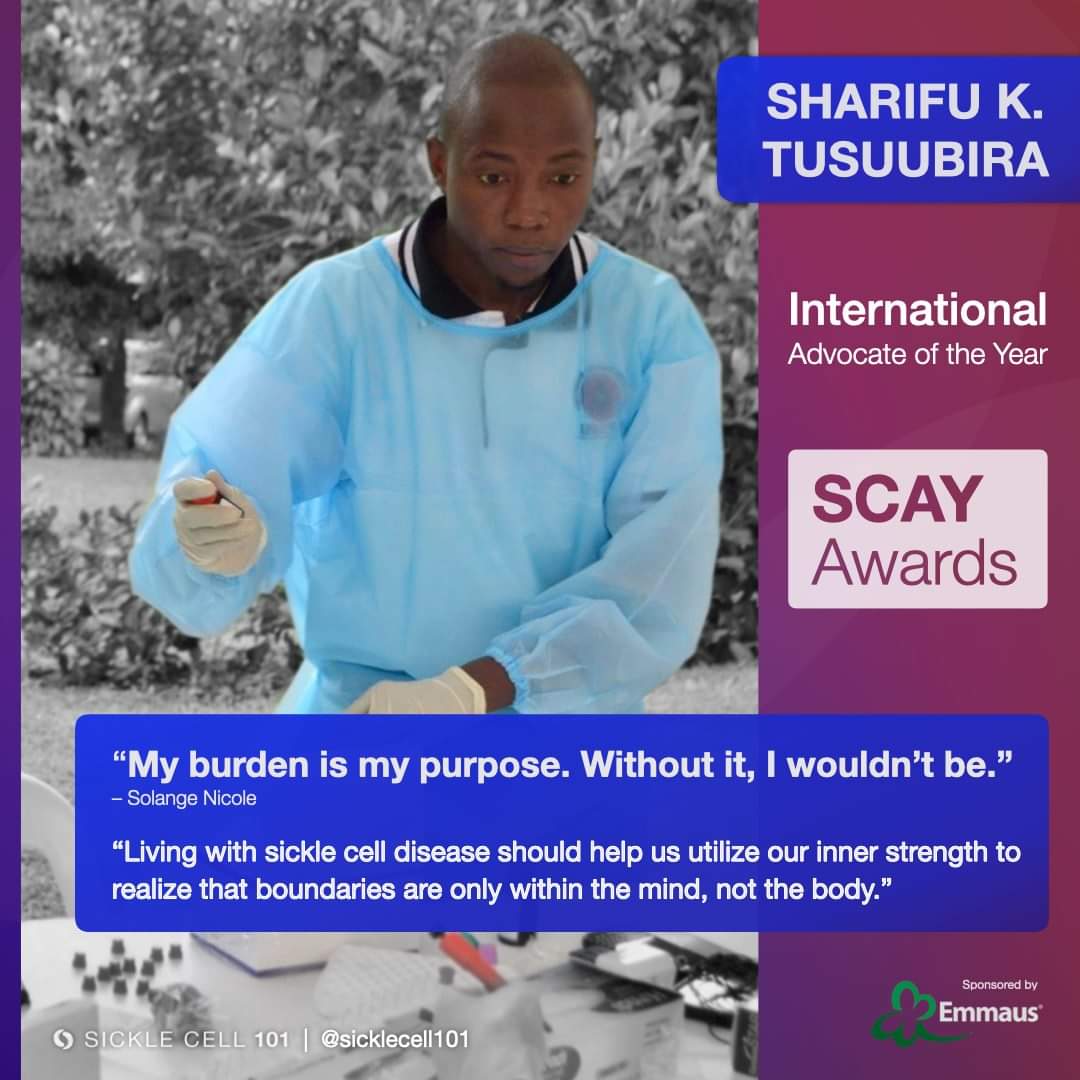 SHARIFU K.
TUSUUBIRA
International
Advocate of the Year
SCAY
Awards
“My burden is my purpose. Without it, I wouldn’t be.”
– Solange Nicole
“Living with sickle cell disease should help us utilize our inner strength to
realize that boundaries are only within the mind, not the body.”
Sponsored by
Emmaus®
SICKLE CELL 101 | @sicklecell101